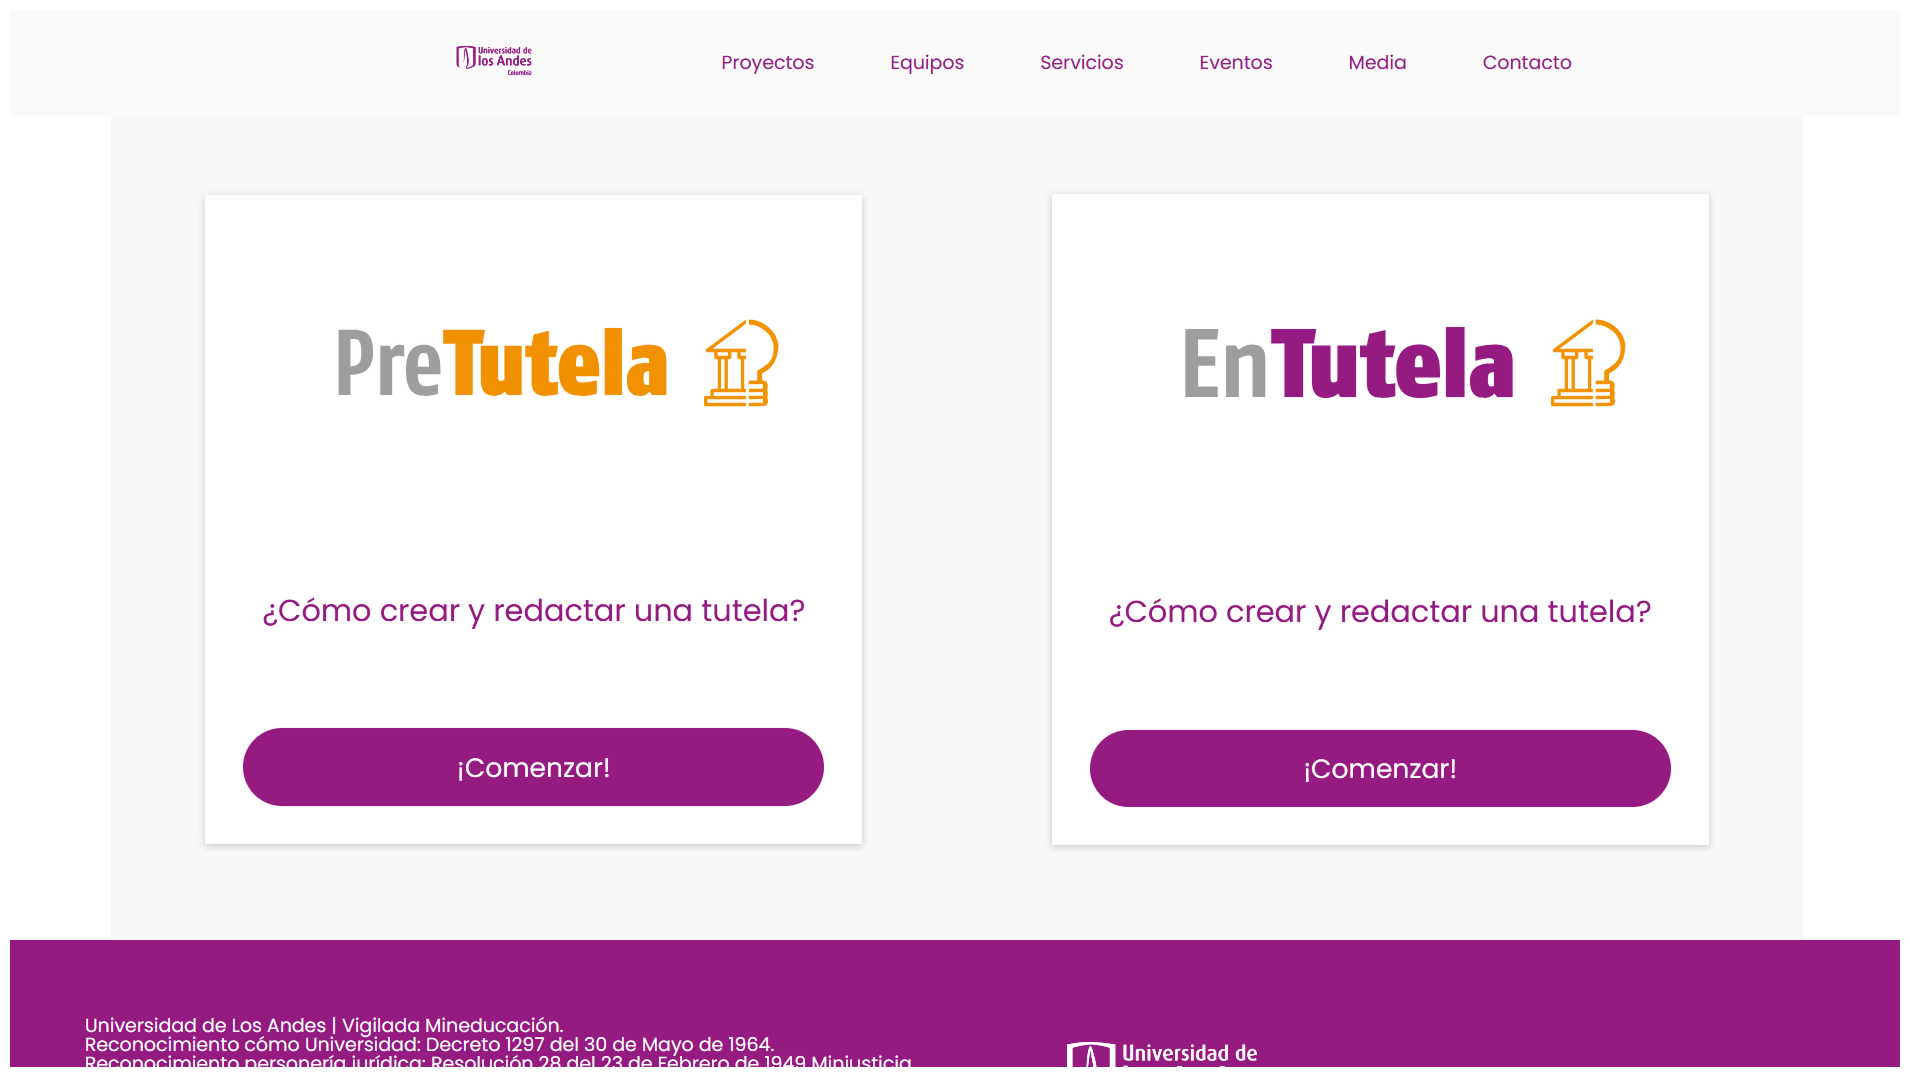 Universidad de
los Andes
Colombia
Proyectos
Equipos
Servicios
Eventos
Media
Contacto
PreTutela
¿Cómo crear y redactar una tutela?
¡Comenzar!
EnTutela
¿Cómo crear y redactar una tutela?
¡Comenzar!
Universidad de Los Andes | Vigilada Mineducación.
Reconocimiento cómo Universidad: Decreto 1297 del 30 de Mayo de 1964.
Reconocimiento personería jurídica: Resolución 28 del 23 de Febrero de 1949 Minjusticia
Universidad de